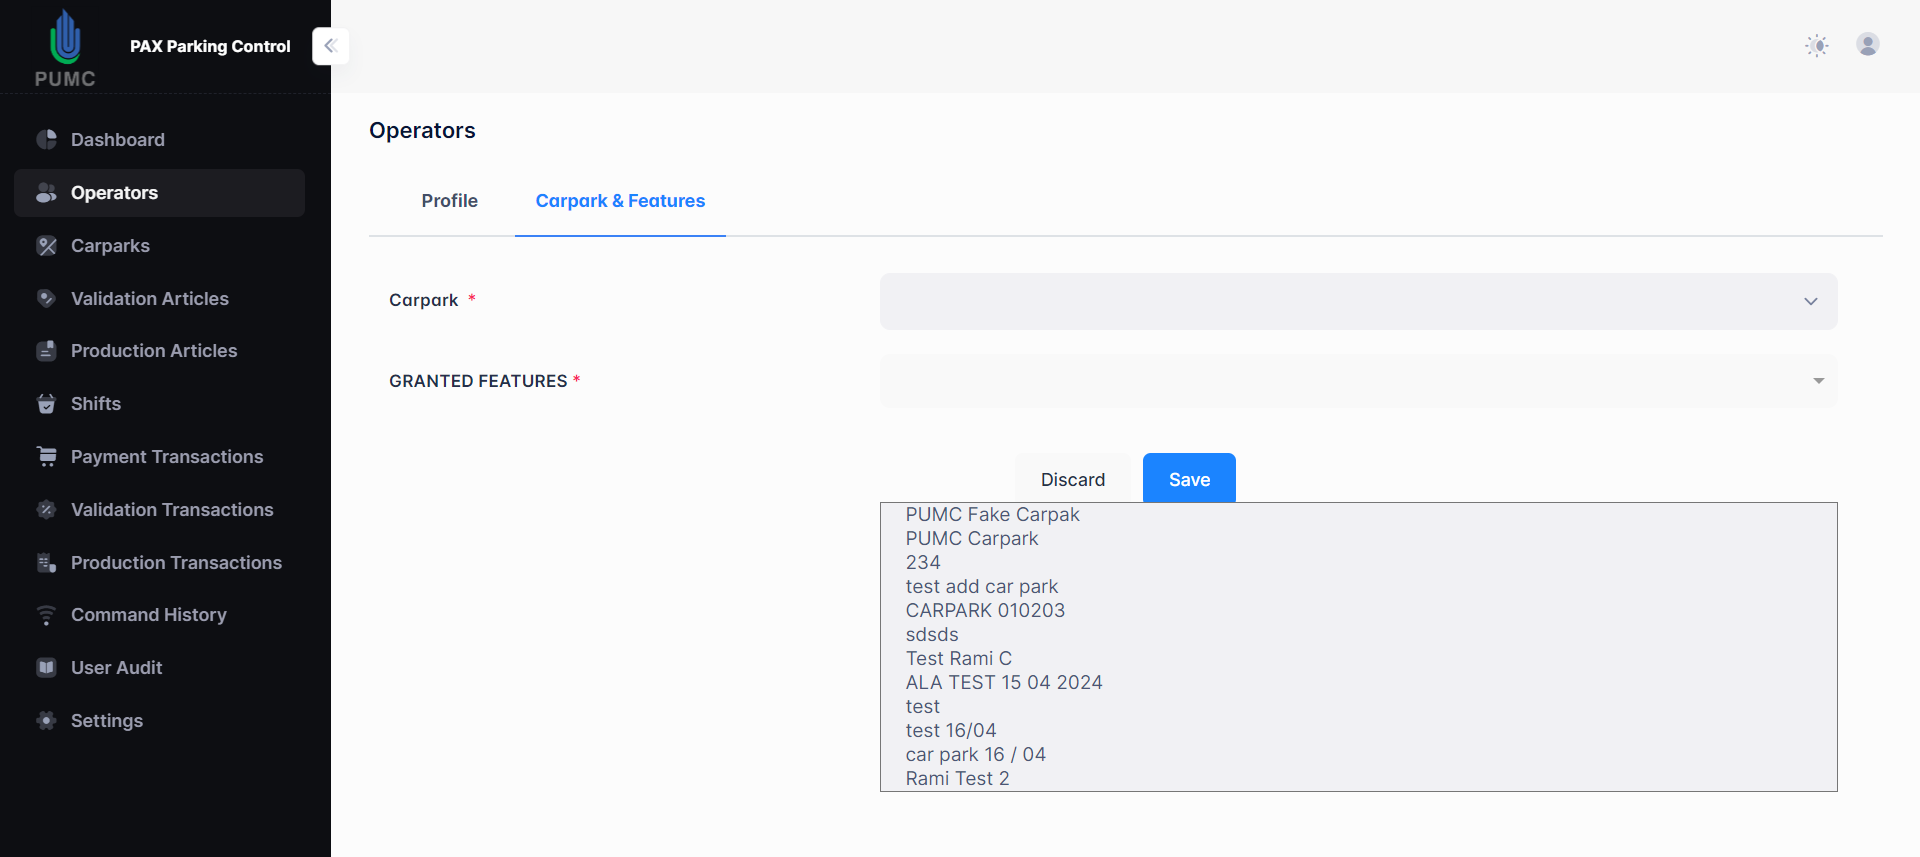 PUMC
PAX Parking Control
Dashboard
Operators
Carparks
Validation Articles
Production Articles
Shifts
Payment Transactions
Validation Transactions
Production Transactions
Command History
User Audit
Settings
Operators
Profile
Carpark & Features
Carpark *
GRANTED FEATURES *
Discard
Save
PUMC Fake Carpak
PUMC Carpark
234
test add car park
CARPARK 010203
sdsds
Test Rami C
ALA TEST 15 04 2024
test
test 16/04
car park 16 / 04
Rami Test 2